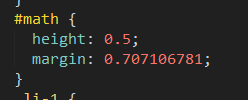 #math {
  height: 0.5;
  margin: 0.707106781;
}